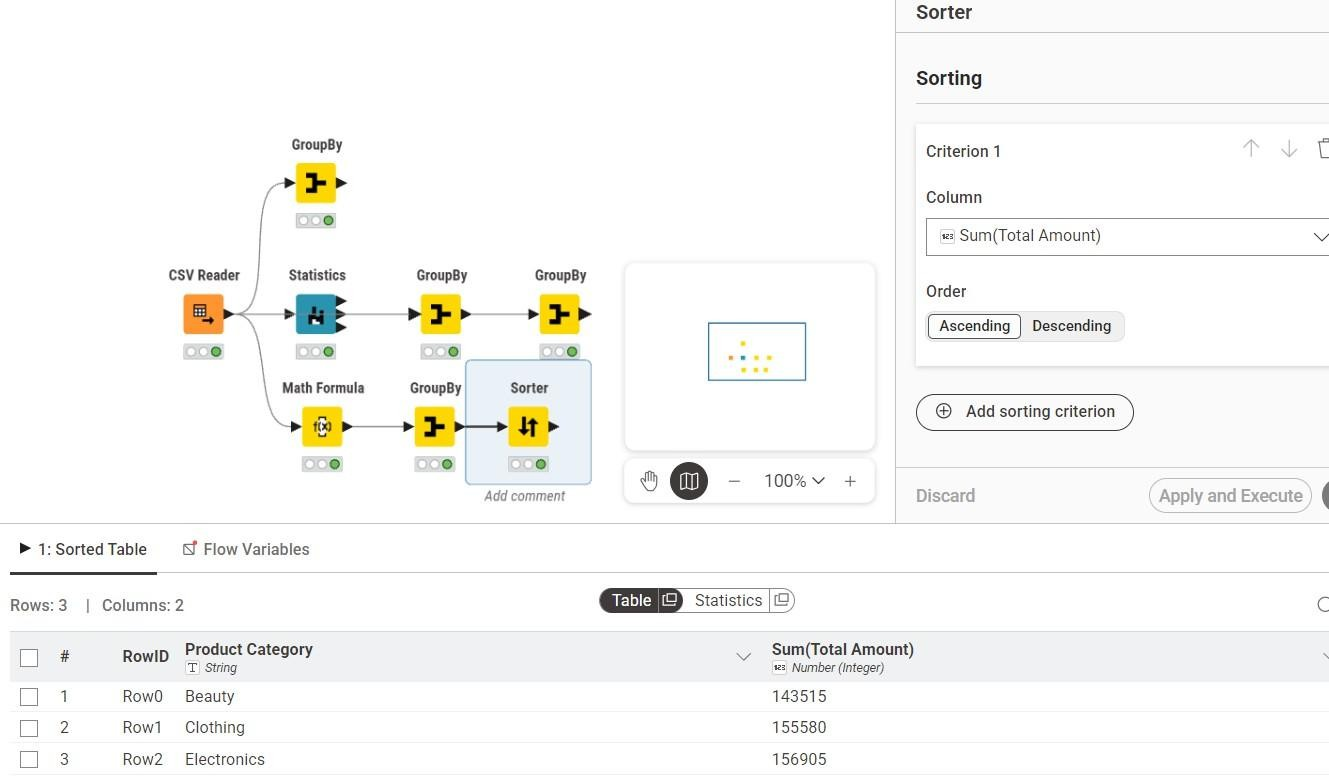 Sorter
Sorting
Criterion 1
Column
Sum(Total Amount)
Order
Ascending Descending
Add sorting criterion
Discard Apply and Execute
GroupBy
CSV Reader Statistics GroupBy GroupBy
Math Formula GroupBy Sorter
f(x)
Add comment
100%
1: Sorted Table Flow Variables
Rows: 3 | Columns: 2
Table Statistics
# RowID Product Category Sum(Total Amount)
T String 123 Number (Integer)
1 Row0 Beauty 143515
2 Row1 Clothing 155580
3 Row2 Electronics 156905